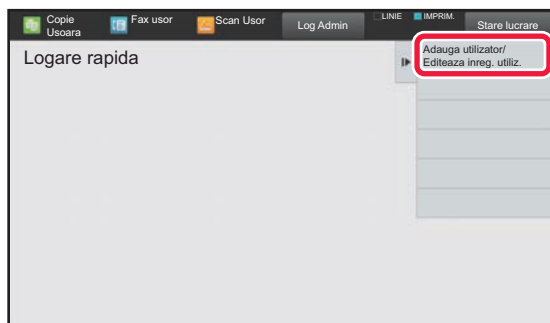 Copie
Usoara
Fax usor
Scan Usor
Log Admin
LINIE
IMPRIM.
Stare lucrare
Logare rapida
Adauga utilizator/
Editeaza inreg. utiliz.